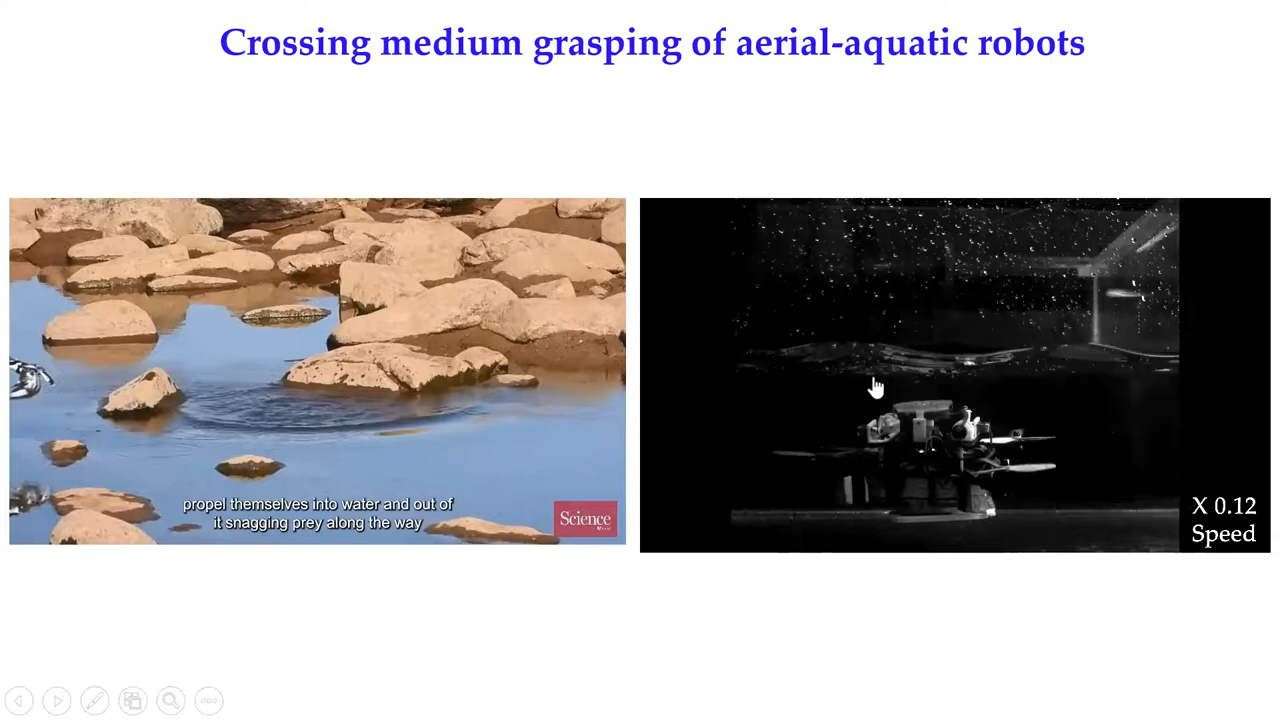 Crossing medium grasping of aerial-aquatic robots
propel themselves into water and out of
it snagging prey along the way
Science
X 0.12
Speed